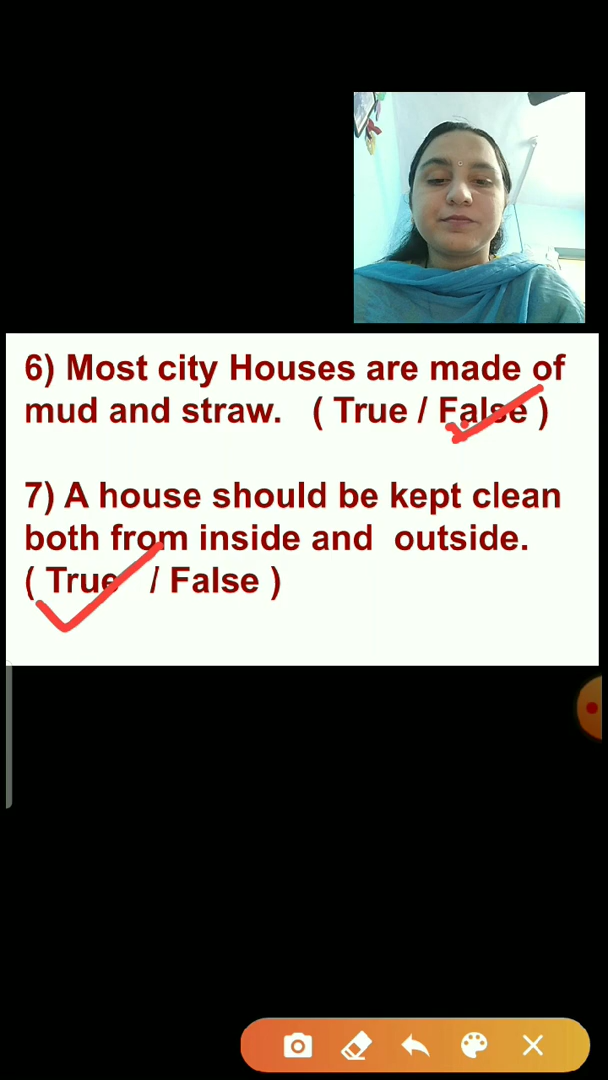 6) Most city Houses are made of
mud and straw. ( True / False )
7) A house should be kept clean
both from inside and outside.
( True / False )